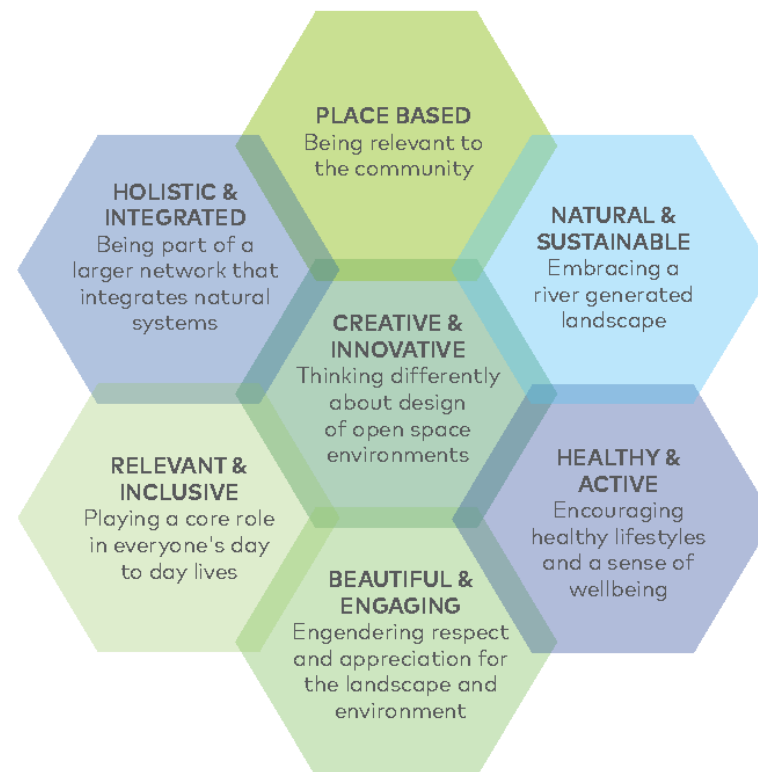 PLACE BASED
Being relevant to
the community
HOLISTIC &
INTEGRATED
Being part of a
larger network that
integrates natural
systems
NATURAL &
SUSTAINABLE
Embracing a
river generated
landscape
CREATIVE &
INNOVATIVE
Thinking differently
about design
of open space
environments
RELEVANT &
INCLUSIVE
Playing a core role
in everyone's day
to day lives
HEALTHY &
ACTIVE
Encouraging
healthy lifestyles
and a sense of
wellbeing
BEAUTIFUL &
ENGAGING
Engendering respect
and appreciation for
the landscape and
environment